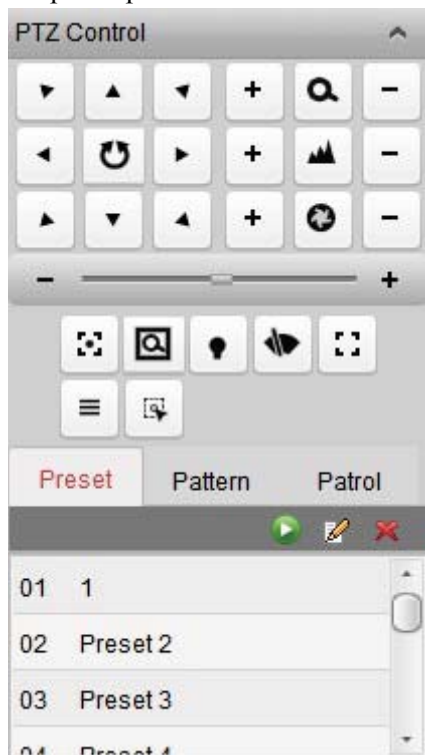 PTZ Control
+ −
+ −
+ −
− +
Preset Pattern Patrol
01 1
02 Preset 2
03 Preset 3